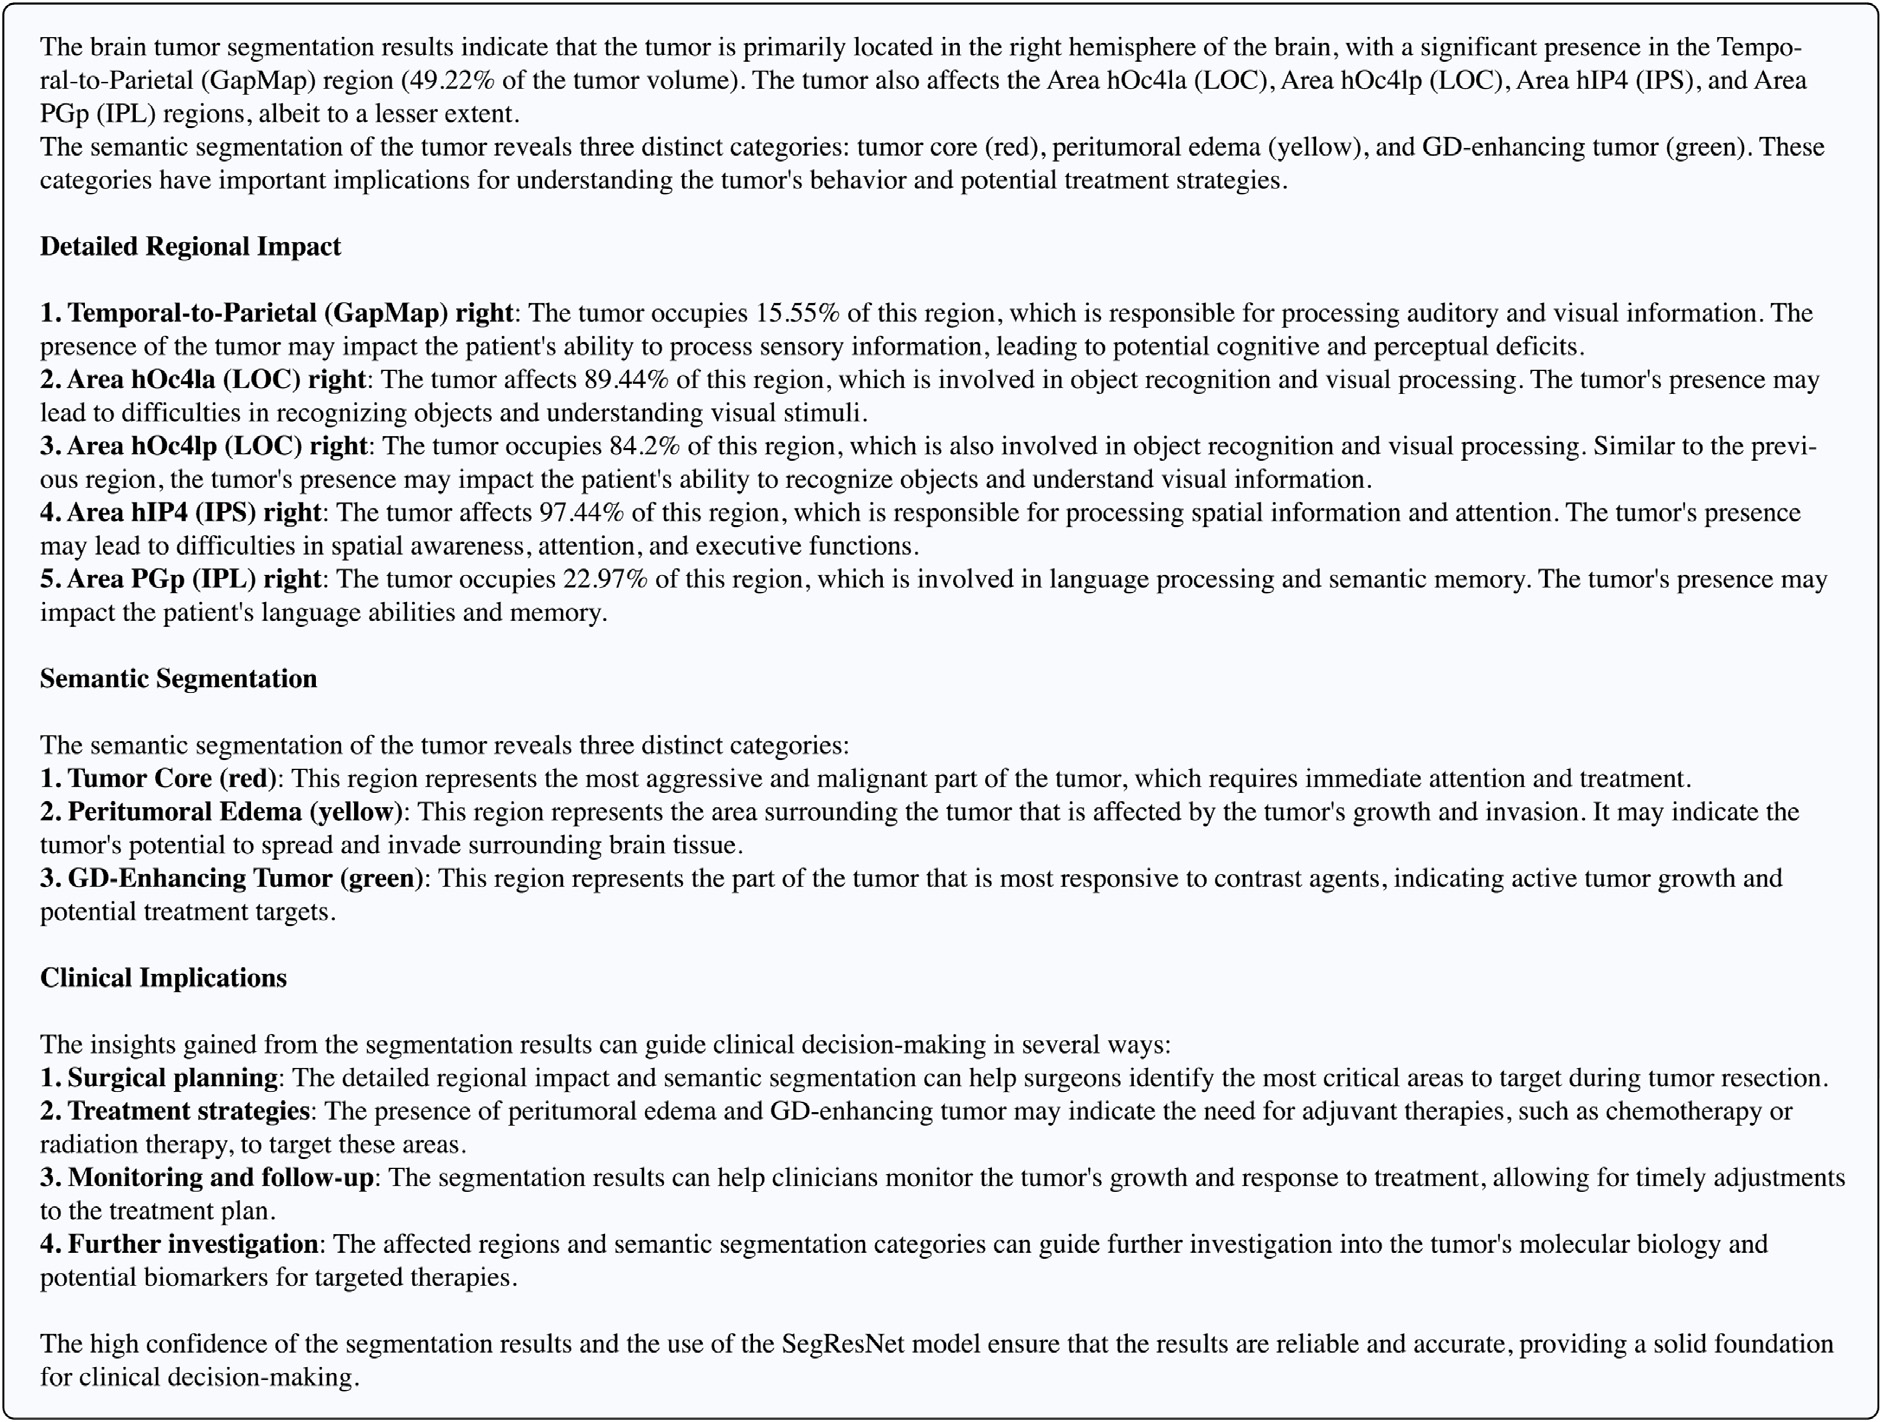 The brain tumor segmentation results indicate that the tumor is primarily located in the right hemisphere of the brain, with a significant presence in the Tempo-
ral-to-Parietal (GapMap) region (49.22% of the tumor volume). The tumor also affects the Area hOc4la (LOC), Area hOc4lp (LOC), Area hIP4 (IPS), and Area
PGp (IPL) regions, albeit to a lesser extent.
The semantic segmentation of the tumor reveals three distinct categories: tumor core (red), peritumoral edema (yellow), and GD-enhancing tumor (green). These
categories have important implications for understanding the tumor's behavior and potential treatment strategies.
Detailed Regional Impact
1. Temporal-to-Parietal (GapMap) right: The tumor occupies 15.55% of this region, which is responsible for processing auditory and visual information. The
presence of the tumor may impact the patient's ability to process sensory information, leading to potential cognitive and perceptual deficits.
2. Area hOc4la (LOC) right: The tumor affects 89.44% of this region, which is involved in object recognition and visual processing. The tumor's presence may
lead to difficulties in recognizing objects and understanding visual stimuli.
3. Area hOc4lp (LOC) right: The tumor occupies 84.2% of this region, which is also involved in object recognition and visual processing. Similar to the previ-
ous region, the tumor's presence may impact the patient's ability to recognize objects and understand visual information.
4. Area hIP4 (IPS) right: The tumor affects 97.44% of this region, which is responsible for processing spatial information and attention. The tumor's presence
may lead to difficulties in spatial awareness, attention, and executive functions.
5. Area PGp (IPL) right: The tumor occupies 22.97% of this region, which is involved in language processing and semantic memory. The tumor's presence may
impact the patient's language abilities and memory.
Semantic Segmentation
The semantic segmentation of the tumor reveals three distinct categories:
1. Tumor Core (red): This region represents the most aggressive and malignant part of the tumor, which requires immediate attention and treatment.
2. Peritumoral Edema (yellow): This region represents the area surrounding the tumor that is affected by the tumor's growth and invasion. It may indicate the
tumor's potential to spread and invade surrounding brain tissue.
3. GD-Enhancing Tumor (green): This region represents the part of the tumor that is most responsive to contrast agents, indicating active tumor growth and
potential treatment targets.
Clinical Implications
The insights gained from the segmentation results can guide clinical decision-making in several ways:
1. Surgical planning: The detailed regional impact and semantic segmentation can help surgeons identify the most critical areas to target during tumor resection.
2. Treatment strategies: The presence of peritumoral edema and GD-enhancing tumor may indicate the need for adjuvant therapies, such as chemotherapy or
radiation therapy, to target these areas.
3. Monitoring and follow-up: The segmentation results can help clinicians monitor the tumor's growth and response to treatment, allowing for timely adjustments
to the treatment plan.
4. Further investigation: The affected regions and semantic segmentation categories can guide further investigation into the tumor's molecular biology and
potential biomarkers for targeted therapies.
The high confidence of the segmentation results and the use of the SegResNet model ensure that the results are reliable and accurate, providing a solid foundation
for clinical decision-making.